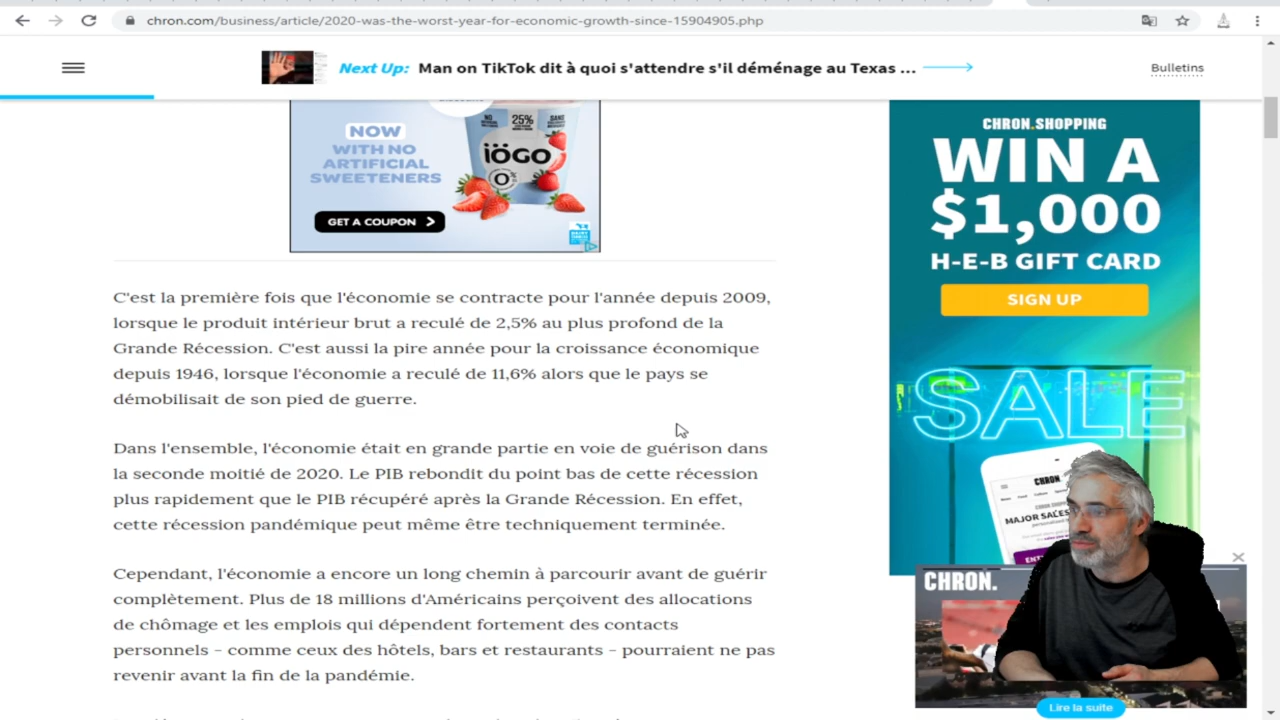 chron.com/business/article/2020-was-the-worst-year-for-economic-growth-since-15904905.php
Next Up: Man on TikTok dit à quoi s'attendre s'il déménage au Texas ...
Bulletins
NOW
WITH NO
ARTIFICIAL
SWEETENERS
GET A COUPON
25%
iöGO
0%
CHRON.SHOPPING
WIN A
$1,000
H-E-B GIFT CARD
SIGN UP
SALE
CHRON
MAJOR SALES
C'est la première fois que l'économie se contracte pour l'année depuis 2009,
lorsque le produit intérieur brut a reculé de 2,5% au plus profond de la
Grande Récession. C'est aussi la pire année pour la croissance économique
depuis 1946, lorsque l'économie a reculé de 11,6% alors que le pays se
démobilisait de son pied de guerre.
Dans l'ensemble, l'économie était en grande partie en voie de guérison dans
la seconde moitié de 2020. Le PIB rebondit du point bas de cette récession
plus rapidement que le PIB récupéré après la Grande Récession. En effet,
cette récession pandémique peut même être techniquement terminée.
Cependant, l'économie a encore un long chemin à parcourir avant de guérir
complètement. Plus de 18 millions d'Américains perçoivent des allocations
de chômage et les emplois qui dépendent fortement des contacts
personnels – comme ceux des hôtels, bars et restaurants – pourraient ne pas
revenir avant la fin de la pandémie.
CHRON.
Lire la suite